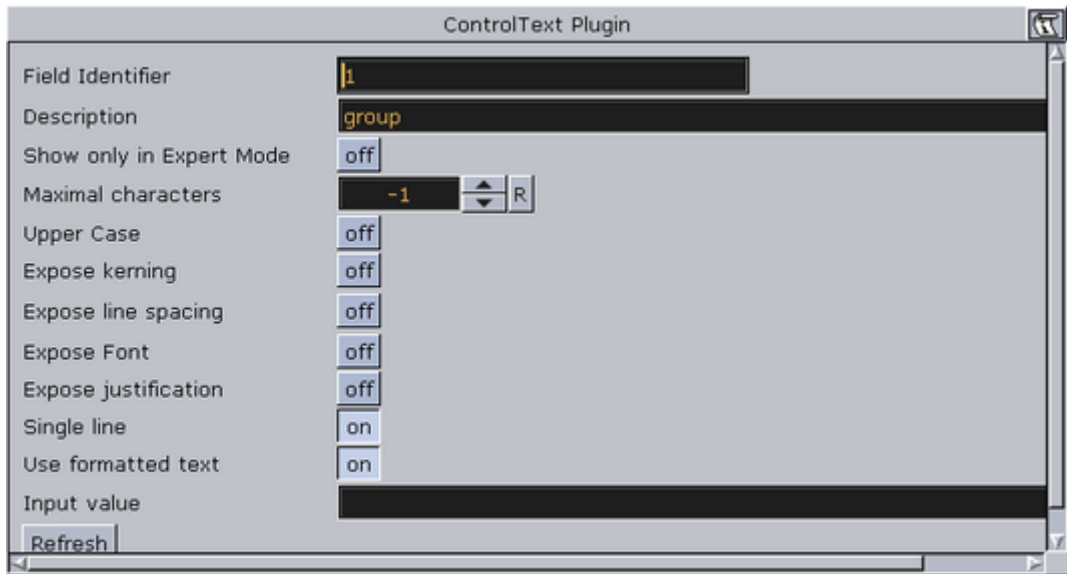 ControlText Plugin
Field Identifier 1
Description group
Show only in Expert Mode off
Maximal characters -1 R
Upper Case off
Expose kerning off
Expose line spacing off
Expose Font off
Expose justification off
Single line on
Use formatted text on
Input value
Refresh